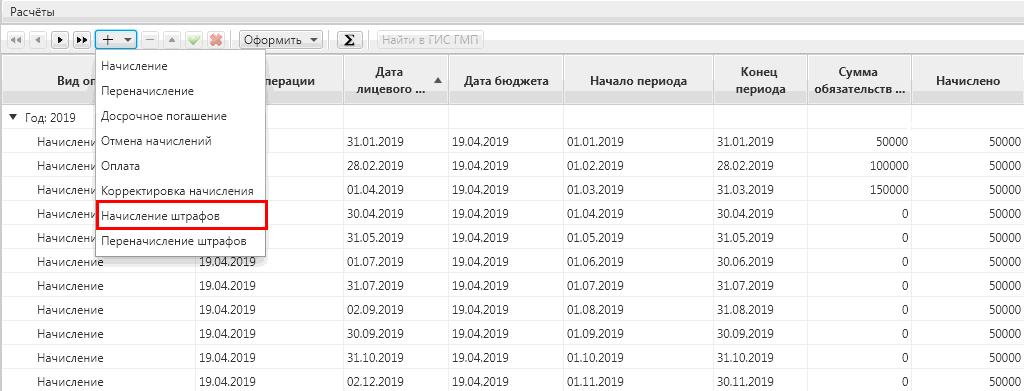 Расчёты
Оформить
Σ
Найти в ГИС ГМП
Начисление
Переначисление
Досрочное погашение
Отмена начислений
Оплата
Корректировка начисления
Начисление штрафов
Переначисление штрафов
Вид оп ерации Дата лицевого ... Дата бюджета Начало периода Конец периода Сумма обязательств ... Начислено
Год: 2019
Начислени 31.01.2019 19.04.2019 01.01.2019 31.01.2019 50000 50000
Начислени 28.02.2019 19.04.2019 01.02.2019 28.02.2019 100000 50000
Начислени 01.04.2019 19.04.2019 01.03.2019 31.03.2019 150000 50000
Начислени 30.04.2019 19.04.2019 01.04.2019 30.04.2019 0 50000
Начислени 31.05.2019 19.04.2019 01.05.2019 31.05.2019 0 50000
Начисление 19.04.2019 01.07.2019 19.04.2019 01.06.2019 30.06.2019 0 50000
Начисление 19.04.2019 31.07.2019 19.04.2019 01.07.2019 31.07.2019 0 50000
Начисление 19.04.2019 02.09.2019 19.04.2019 01.08.2019 31.08.2019 0 50000
Начисление 19.04.2019 30.09.2019 19.04.2019 01.09.2019 30.09.2019 0 50000
Начисление 19.04.2019 31.10.2019 19.04.2019 01.10.2019 31.10.2019 0 50000
Начисление 19.04.2019 02.12.2019 19.04.2019 01.11.2019 30.11.2019 0 50000